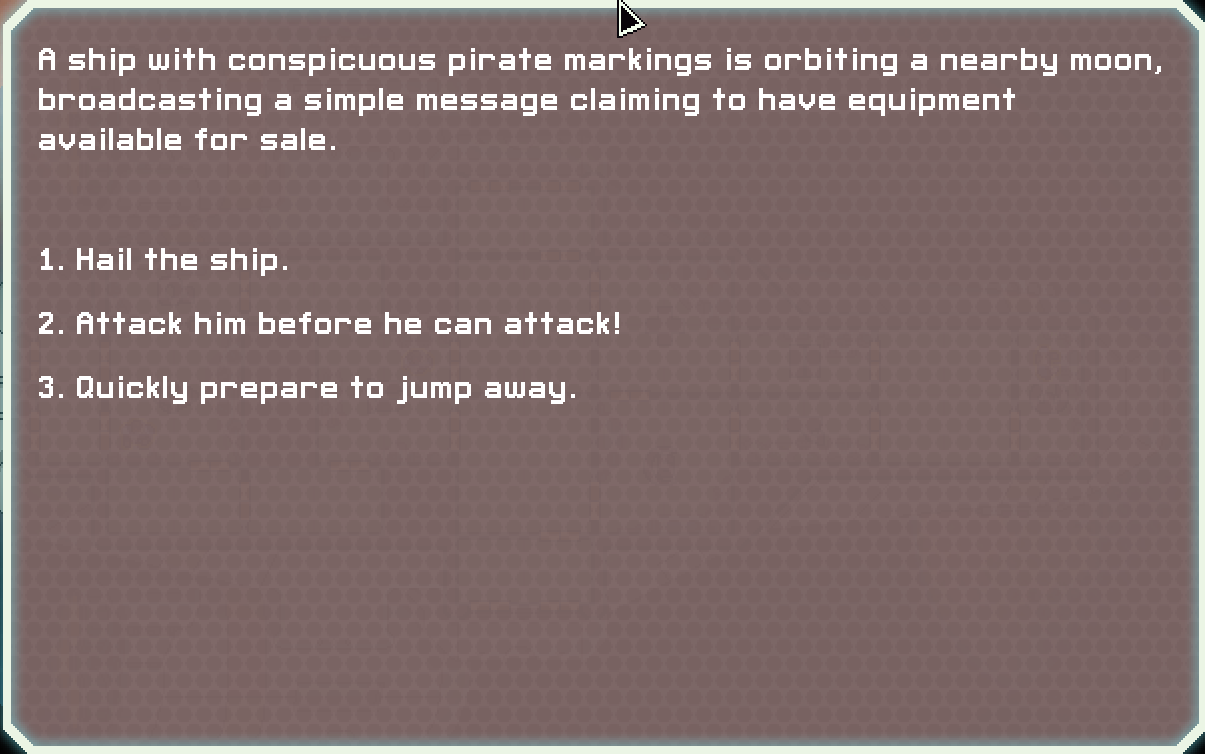 A ship with conspicuous pirate markings is orbiting a nearby moon,
broadcasting a simple message claiming to have equipment
available for sale.
1. Hail the ship.
2. Attack him before he can attack!
3. Quickly prepare to jump away.